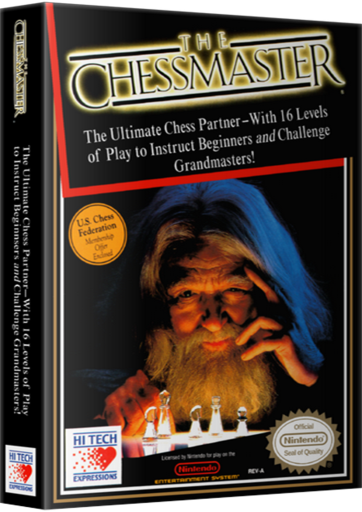 THE
CHESSMASTER
The Ultimate Chess Partner–With 16 Levels
of Play to Instruct Beginners and Challenge
Grandmasters!
U.S. Chess
Federation
Membership
Offer
Enclosed
HI TECH
EXPRESSIONS
Licensed by Nintendo for play on the
Nintendo
ENTERTAINMENT SYSTEM
REV-A
Official
Nintendo
Seal of Quality
THE
CHESSMASTER
The Ultimate Chess Partner–With 16 Levels of Play
to Instruct Beginners and Challenge Grandmasters!
HI TECH
EXPRESSIONS